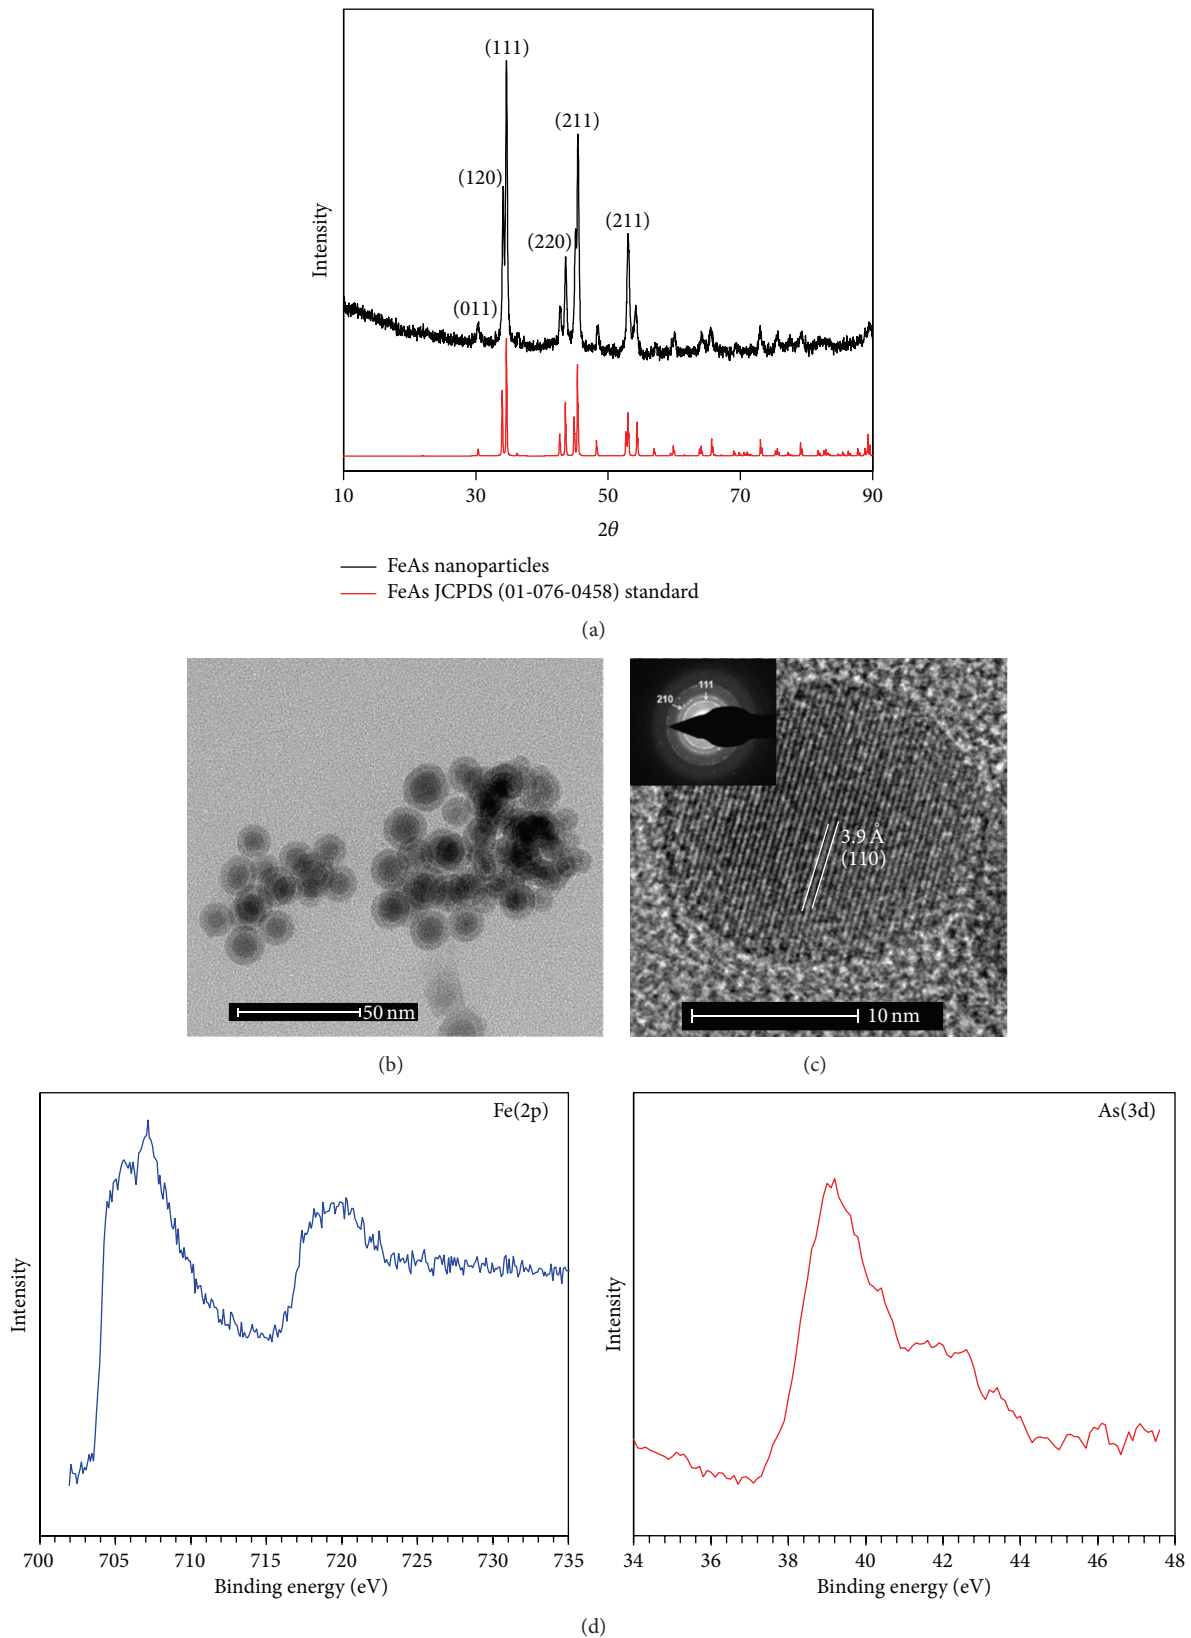 (111)
(211)
(120)
(211)
(220)
(011)
Intensity
10
30
50
70
90
2θ
FeAs nanoparticles
FeAs JCPDS (01-076-0458) standard
(a)
50 nm
(b)
111
210
3.9 Å
(110)
10 nm
(c)
Fe(2p)
Intensity
700
705
710
715
720
725
730
735
Binding energy (eV)
As(3d)
Intensity
34
36
38
40
42
44
46
48
Binding energy (eV)
(d)